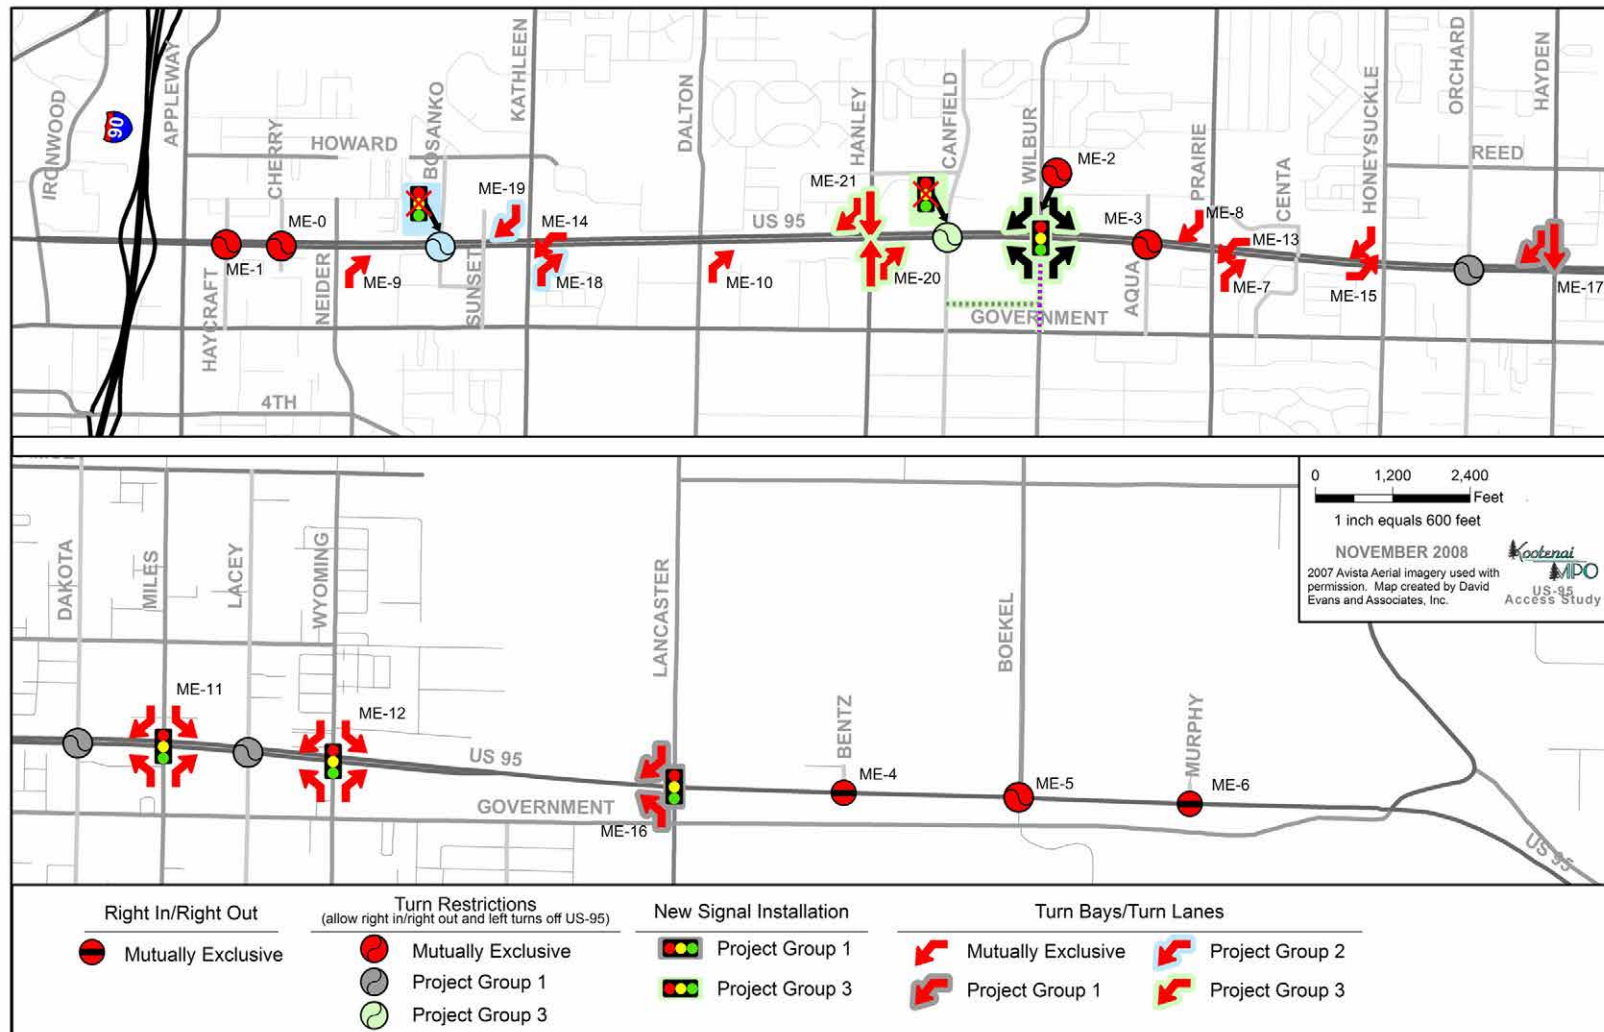 IRONWOOD
90
APPLEWAY
HAYCRAFT
CHERRY
ME-0
ME-1
HOWARD
NEIDER
ME-9
4TH
BOSANKO
SUNSET
ME-19
KATHLEEN
ME-14
ME-18
DALTON
ME-10
US 95
ME-21
HANLEY
ME-20
CANFIELD
WILBUR
ME-2
GOVERNMENT
ME-3
AQUA
PRAIRIE
ME-8
ME-13
ME-7
CENTA
HONEYSUCKLE
ME-15
ORCHARD
REED
HAYDEN
ME-17
DAKOTA
MILES
ME-11
LACEY
WYOMING
ME-12
US 95
GOVERNMENT
LANCASTER
ME-16
BENTZ
ME-4
BOEKEL
ME-5
MURPHY
ME-6
US 95
0 1,200 2,400
Feet
1 inch equals 600 feet
NOVEMBER 2008
2007 Avista Aerial imagery used with
permission. Map created by David
Evans and Associates, Inc.
Kootenai
MPO
US-95
Access Study
Right In/Right Out
Mutually Exclusive
Turn Restrictions
(allow right in/right out and left turns off US-95)
Mutually Exclusive
Project Group 1
Project Group 3
New Signal Installation
Project Group 1
Project Group 3
Turn Bays/Turn Lanes
Mutually Exclusive
Project Group 1
Project Group 2
Project Group 3